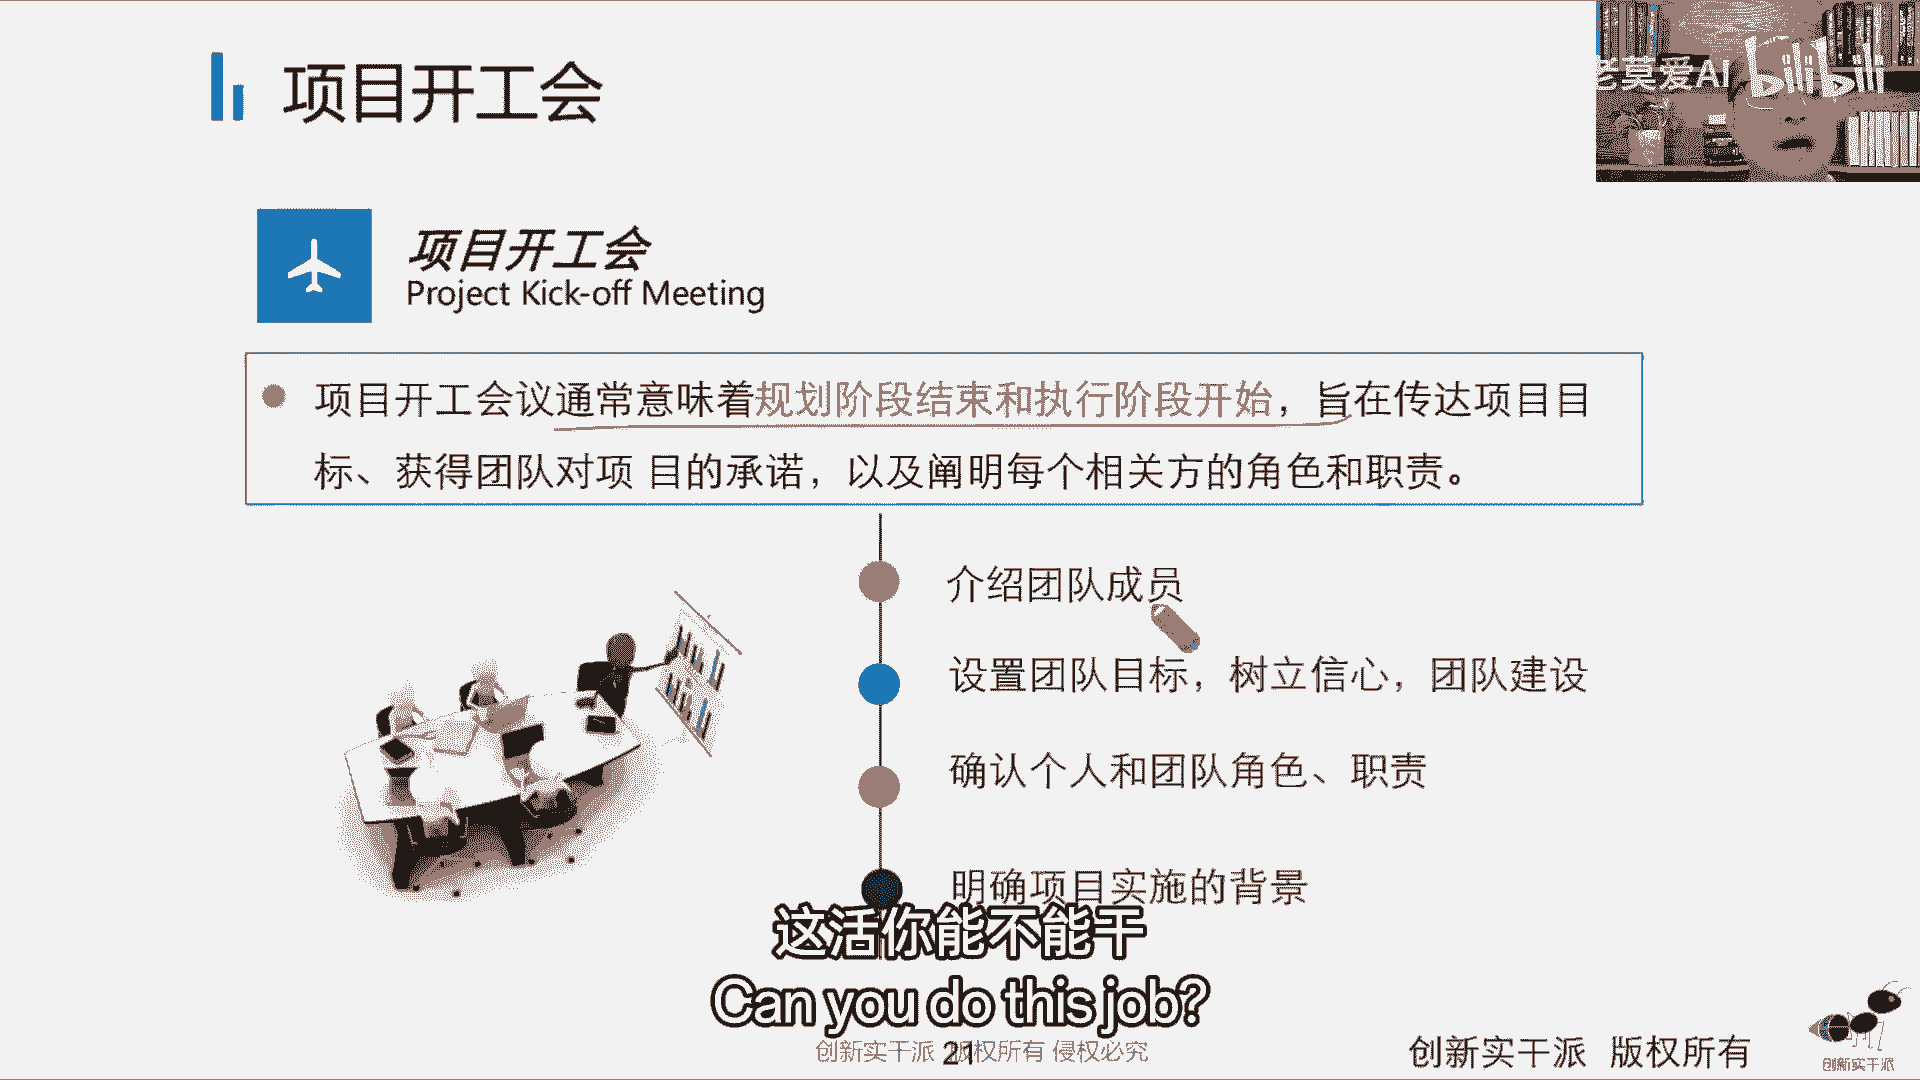 项目开工会
老莫爱AI bilibili
项目开工会
Project Kick-off Meeting
项目开工会议通常意味着规划阶段结束和执行阶段开始，旨在传达项目目
标、获得团队对项 目的承诺，以及阐明每个相关方的角色和职责。
介绍团队成员
设置团队目标，树立信心，团队建设
确认个人和团队角色、职责
明确项目实施的背景
这活你能不能干
Can you do this job?
创新实干派 版权所有 侵权必究
21
创新实干派 版权所有
创新实干派